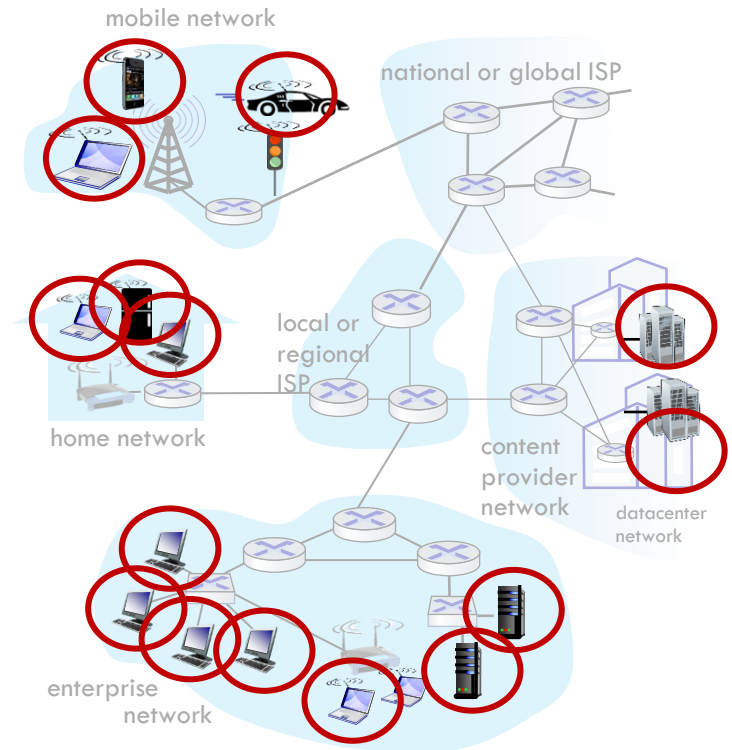 mobile network
national or global ISP
local or
regional
ISP
home network
content
provider
network
datacenter
network
enterprise
network